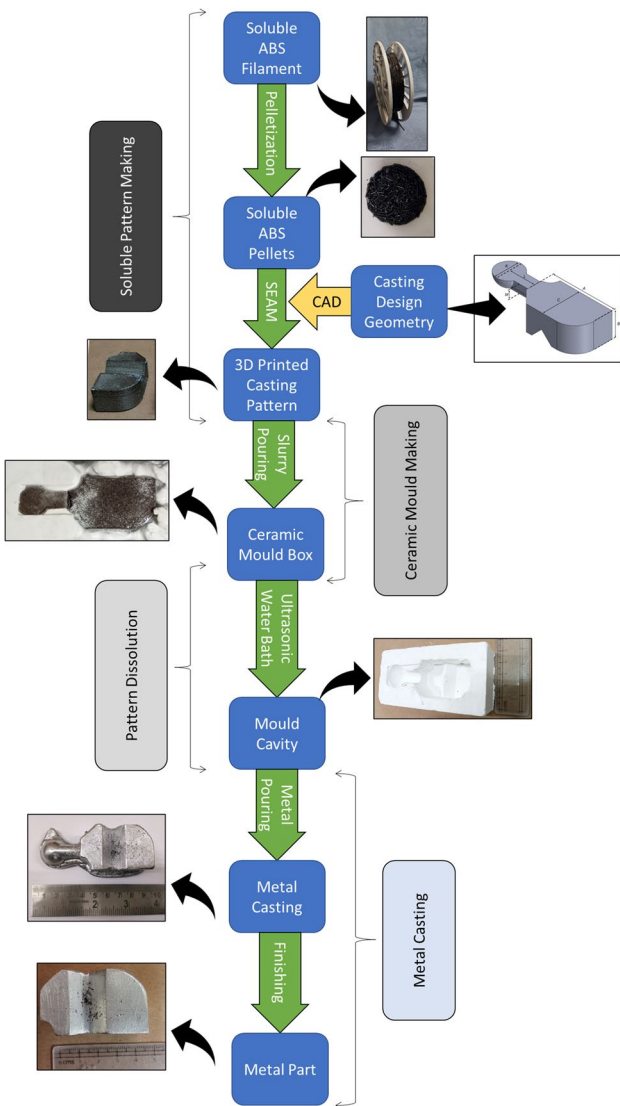 Soluble
ABS
Filament
Pelletization
Soluble
ABS
Pellets
Soluble Pattern Making
SEAM
CAD
Casting
Design
Geometry
3D Printed
Casting
Pattern
Slurry
Pouring
Ceramic Mould Making
Ceramic
Mould Box
Ultrasonic
Water Bath
Pattern Dissolution
Mould
Cavity
Metal
Pouring
Metal
Casting
Metal Casting
Finishing
Metal Part